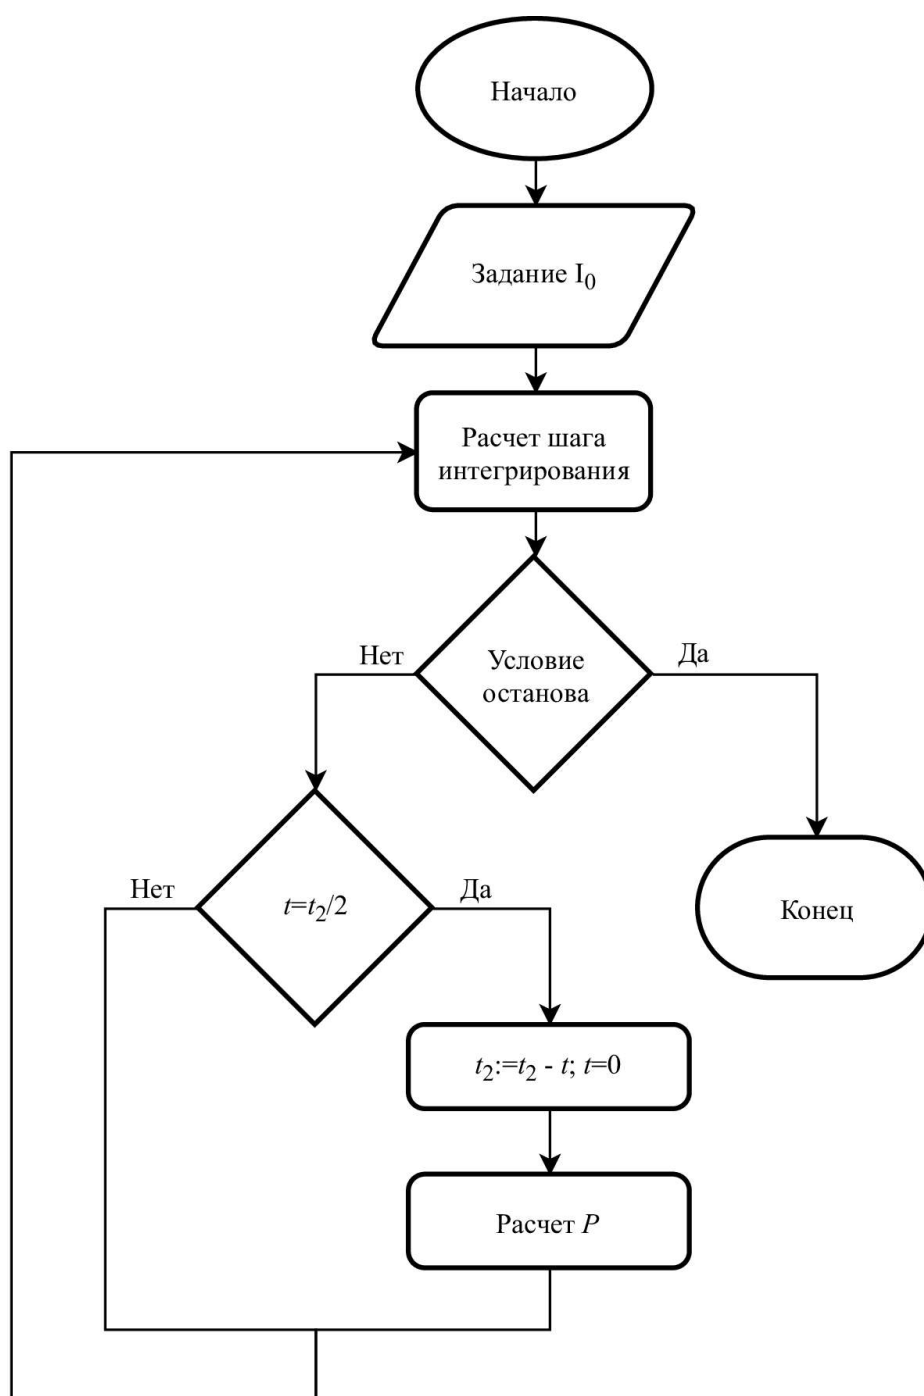 Начало
Задание I₀
Расчет шага
интегрирования
Нет
Условие
останова
Да
Нет
t=t₂/2
Да
Конец
t₂:=t₂ - t; t=0
Расчет P